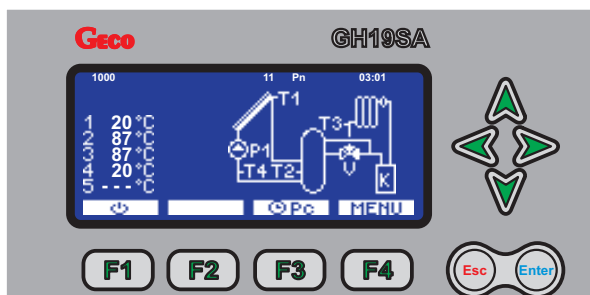 GECO GH19SA
1000 11 Pn 03:01
T1
1 20 °C
T3
2 87 °C
3 87 °C
P1
4 20 °C
T4 T2
K
5 - - - °C
Pc MENU
F1 F2 F3 F4 Esc Enter